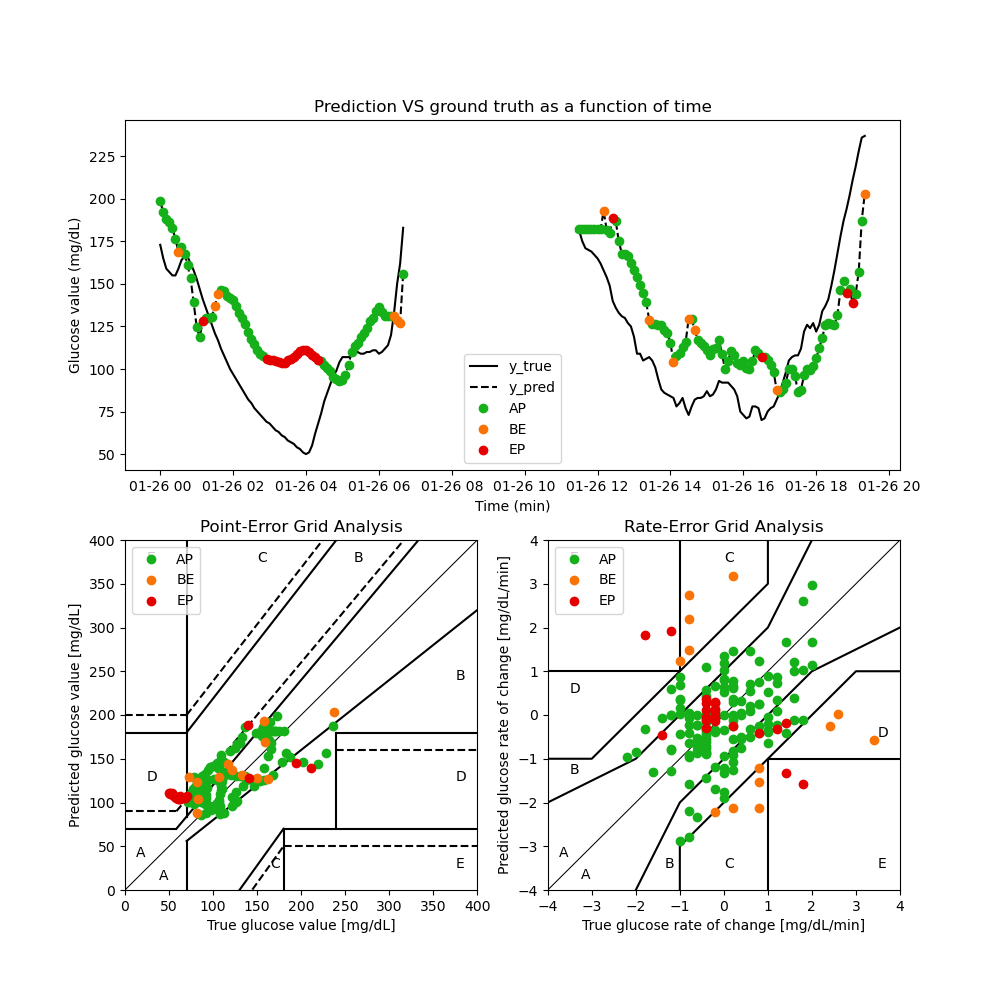 Prediction VS ground truth as a function of time
Glucose value (mg/dL)
225
200
175
150
125
100
75
50
y_true
y_pred
AP
BE
EP
01-26 00 01-26 02 01-26 04 01-26 06 01-26 08 01-26 10 01-26 12 01-26 14 01-26 16 01-26 18 01-26 20
Time (min)
Point-Error Grid Analysis
Predicted glucose value [mg/dL]
400
350
300
250
200
150
100
50
0
AP
BE
EP
C
B
B
D
D
A
A
C
E
0 50 100 150 200 250 300 350 400
True glucose value [mg/dL]
Rate-Error Grid Analysis
Predicted glucose rate of change [mg/dL/min]
4
3
2
1
0
−1
−2
−3
−4
AP
BE
EP
C
D
D
B
A
A
B
C
E
−4 −3 −2 −1 0 1 2 3 4
True glucose rate of change [mg/dL/min]